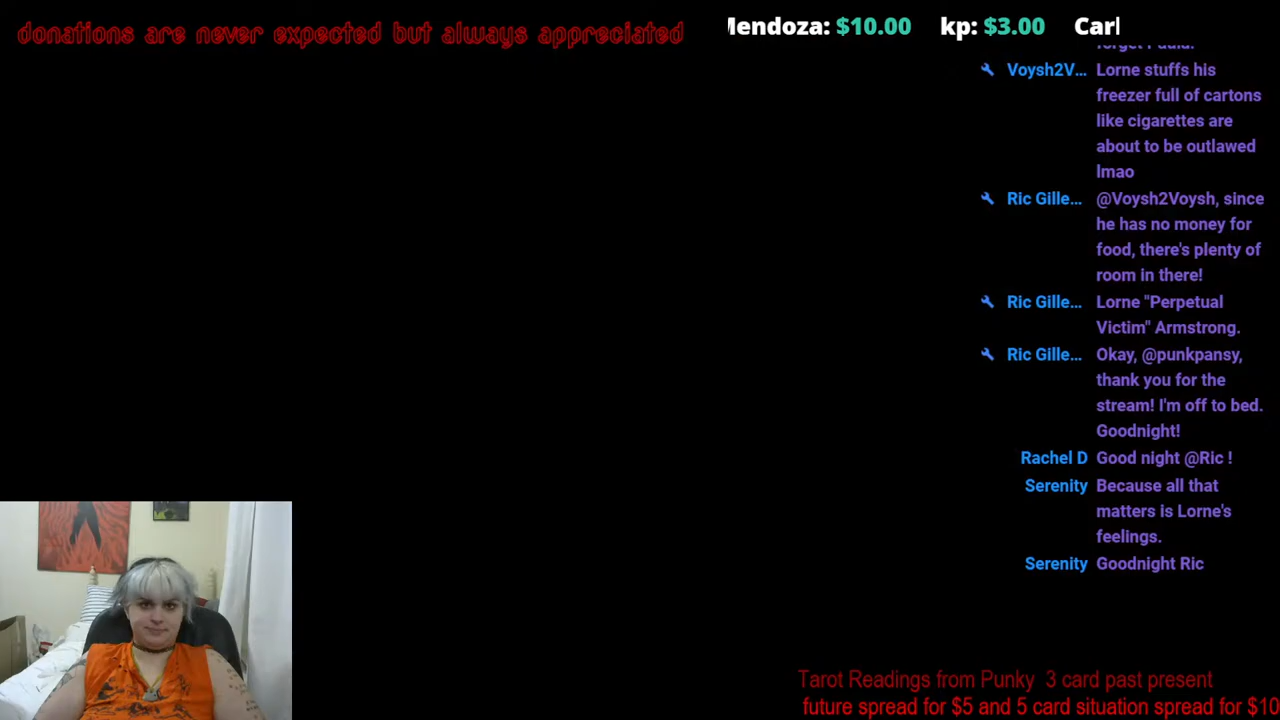 donations are never expected but always appreciated
Mendoza: $10.00 kp: $3.00 Carl
Voysh2V... Lorne stuffs his
freezer full of cartons
like cigarettes are
about to be outlawed
lmao
Ric Gille... @Voysh2Voysh, since
he has no money for
food, there's plenty of
room in there!
Ric Gille... Lorne "Perpetual
Victim" Armstrong.
Ric Gille... Okay, @punkpansy,
thank you for the
stream! I'm off to bed.
Goodnight!
Rachel D Good night @Ric !
Serenity Because all that
matters is Lorne's
feelings.
Serenity Goodnight Ric
Tarot Readings from Punky 3 card past present
future spread for $5 and 5 card situation spread for $10